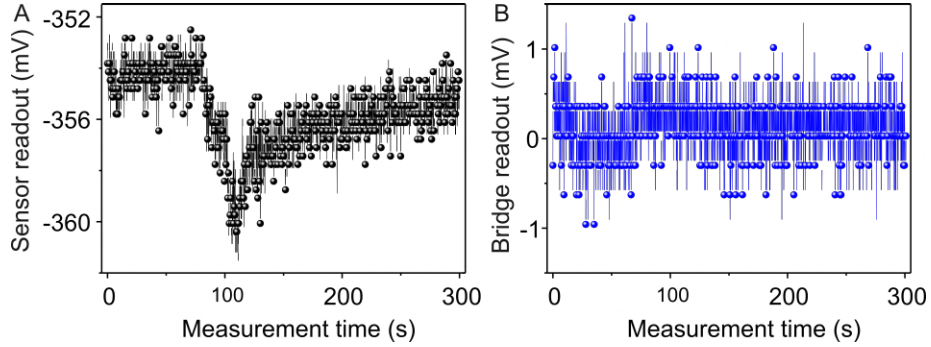 A
Sensor readout (mV)
-352
-356
-360
0
100
200
300
Measurement time (s)
B
Bridge readout (mV)
1
0
-1
0
100
200
300
Measurement time (s)